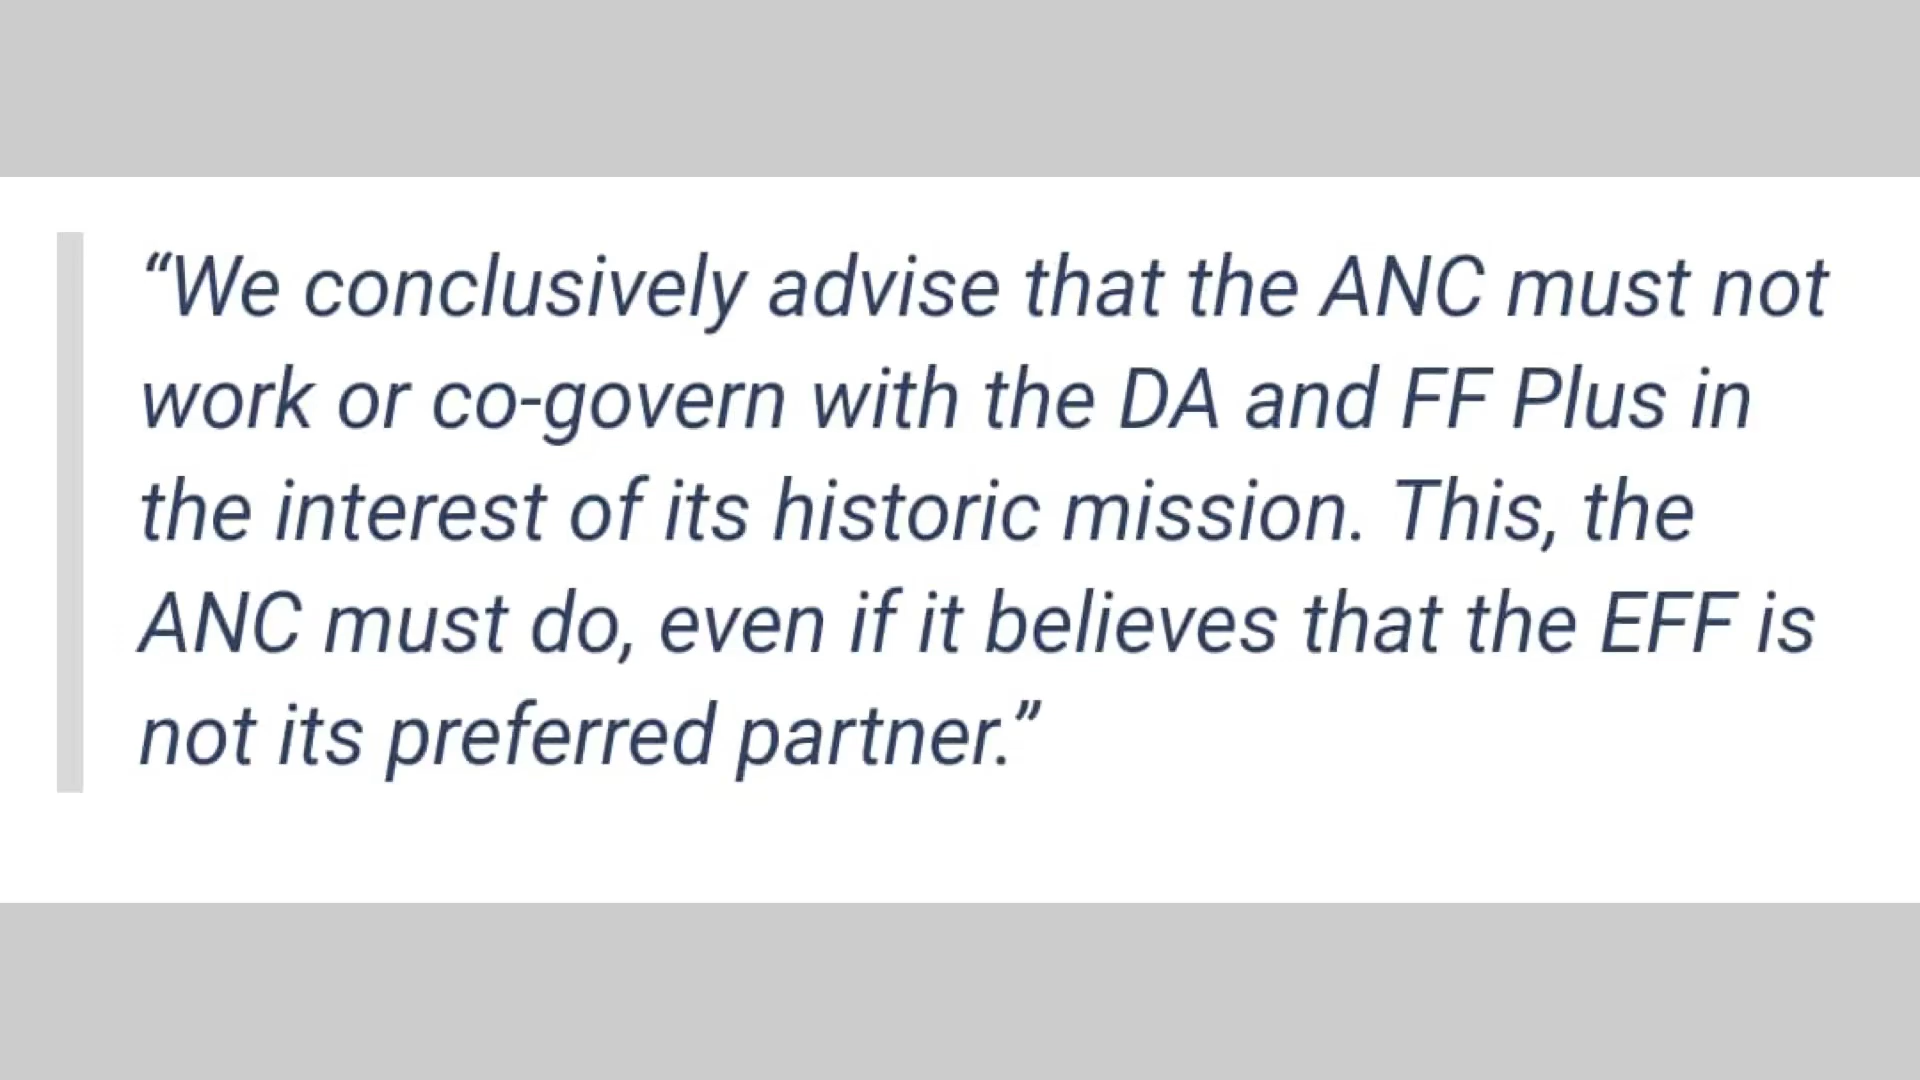 “We conclusively advise that the ANC must not
work or co-govern with the DA and FF Plus in
the interest of its historic mission. This, the
ANC must do, even if it believes that the EFF is
not its preferred partner.”